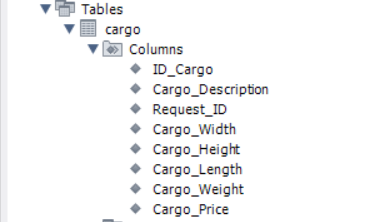 Tables
cargo
Columns
ID_Cargo
Cargo_Description
Request_ID
Cargo_Width
Cargo_Height
Cargo_Length
Cargo_Weight
Cargo_Price